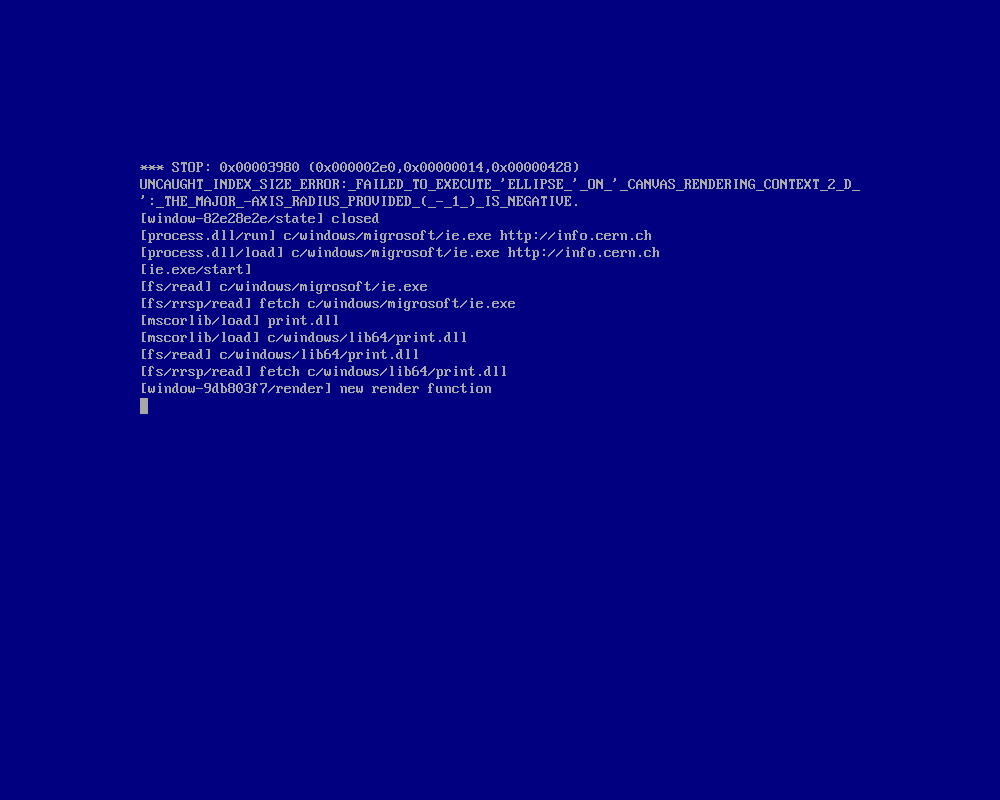 *** STOP: 0x00003980 (0x000002e0,0x00000014,0x00000428)
UNCAUGHT_INDEX_SIZE_ERROR:_FAILED_TO_EXECUTE_'ELLIPSE_'_ON_'_CANVAS_RENDERING_CONTEXT_2_D_
':_THE_MAJOR_-AXIS_RADIUS_PROVIDED_(_-_1_)_IS_NEGATIVE.
[window-82e28e2e/state] closed
[process.dll/run] c/windows/migrosoft/ie.exe http://info.cern.ch
[process.dll/load] c/windows/migrosoft/ie.exe http://info.cern.ch
[ie.exe/start]
[fs/read] c/windows/migrosoft/ie.exe
[fs/rrsp/read] fetch c/windows/migrosoft/ie.exe
[mscorlib/load] print.dll
[mscorlib/load] c/windows/lib64/print.dll
[fs/read] c/windows/lib64/print.dll
[fs/rrsp/read] fetch c/windows/lib64/print.dll
[window-9db803f7/render] new render function